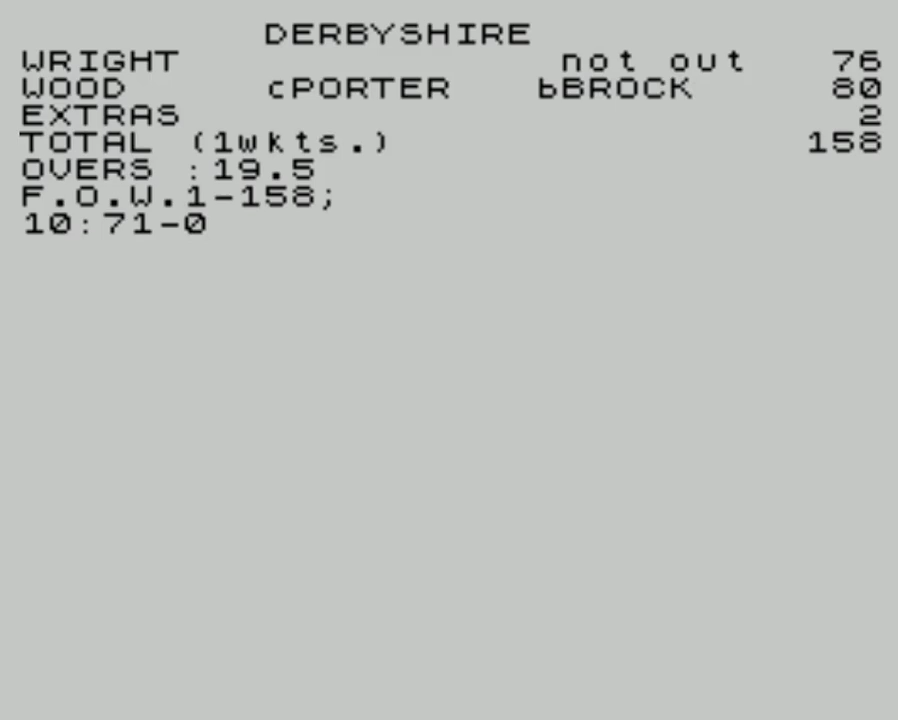 DERBYSHIRE
WRIGHT not out 76
WOOD cPORTER bBROCK 80
EXTRAS 2
TOTAL (1wkts.) 158
OVERS :19.5
F.O.W.1-158;
10:71-0